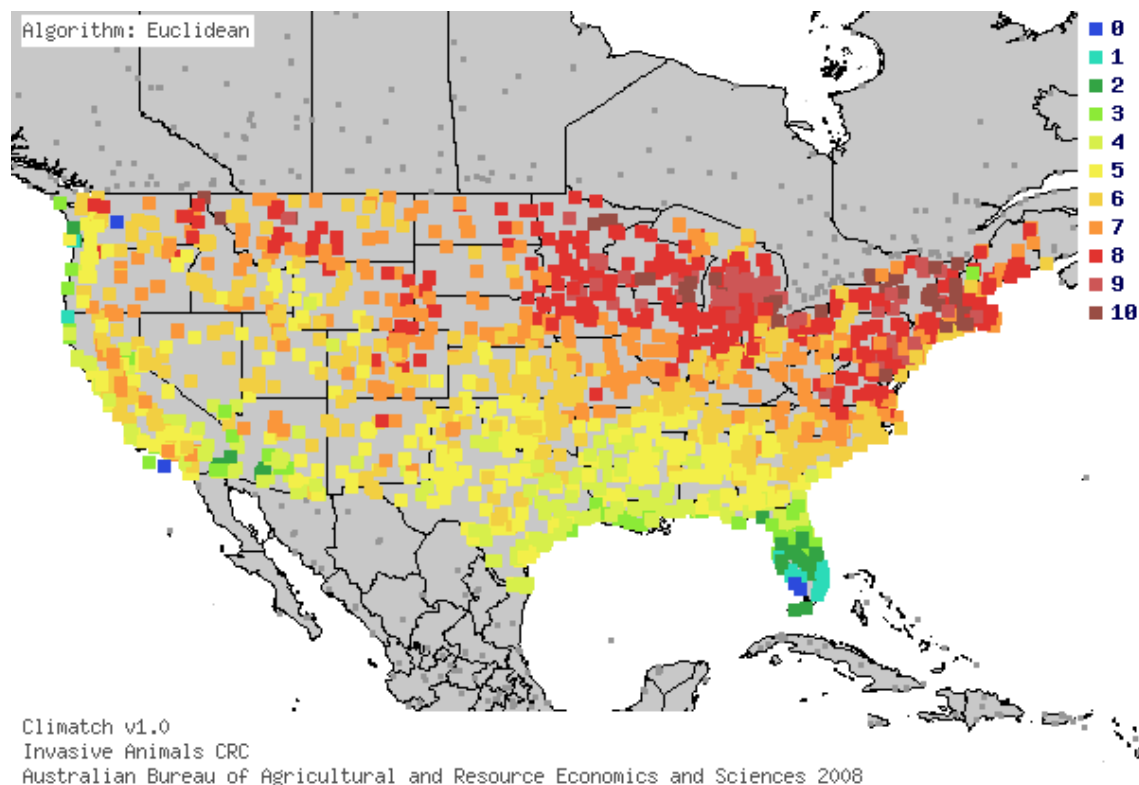 Algorithm: Euclidean
0
1
2
3
4
5
6
7
8
9
10
Climatch v1.0
Invasive Animals CRC
Australian Bureau of Agricultural and Resource Economics and Sciences 2008